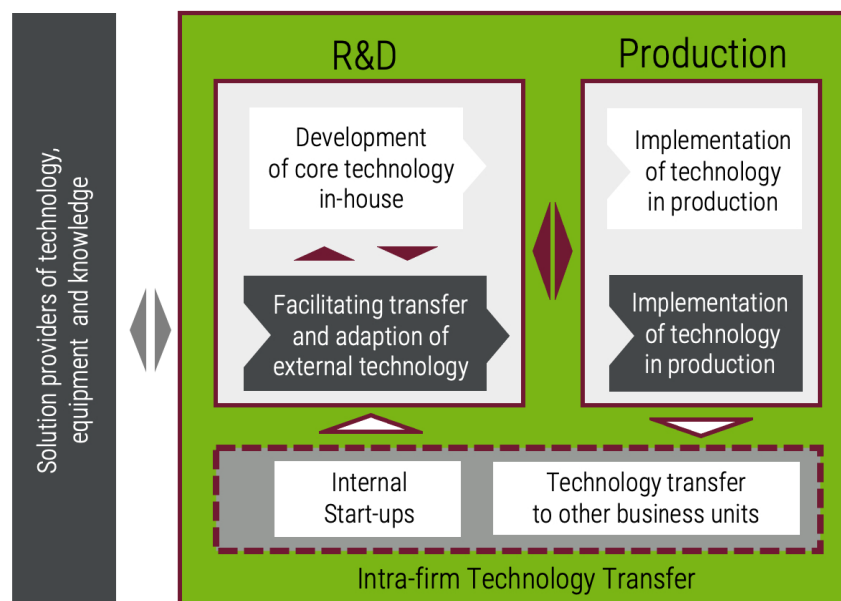 Solution providers of technology,
equipment and knowledge
R&D
Development
of core technology
in-house
Facilitating transfer
and adaption of
external technology
Production
Implementation
of technology
in production
Implementation
of technology
in production
Internal
Start-ups
Technology transfer
to other business units
Intra-firm Technology Transfer